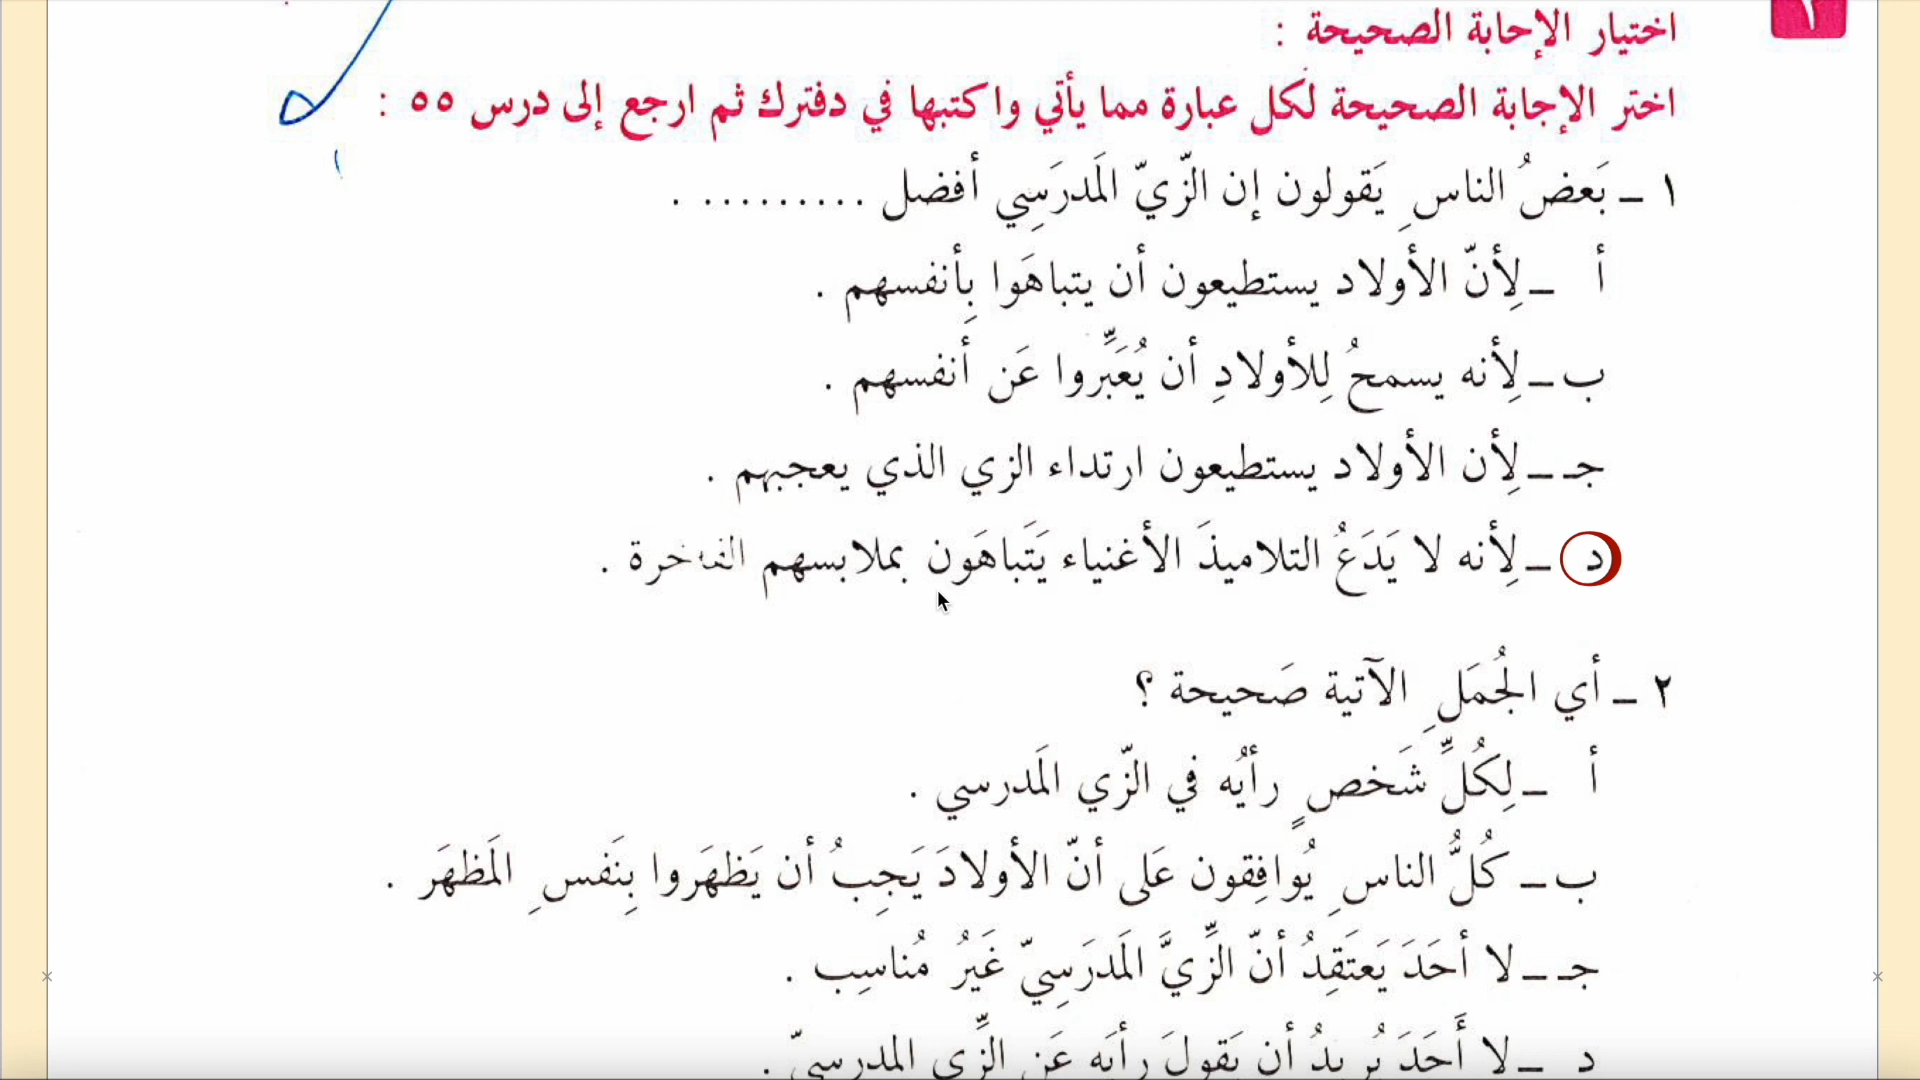 ٢
اختيار الإحابة الصحيحة :
اختر الإجابة الصحيحة لكل عبارة مما يأتي واكتبها في دفترك ثم ارجع إلى درس ٥٥ :
١ ـ بَعضُ الناسِ يَقولون إن الزّيّ المَدرَسِي أفضل .......... .
أ ـ لِأنّ الأولاد يستطيعون أن يتباهَوا بِأنفسهم .
ب ـ لِأنه يسمحُ لِلأولادِ أن يُعَبِّروا عَن أنفسهم .
جـ ـ لِأن الأولاد يستطيعون ارتداء الزي الذي يعجبهم .
د ـ لِأنه لا يَدَعُ التلاميذَ الأغنياء يَتَباهَون بملابسهم الفاخرة .
٢ ـ أي الجُمَلِ الآتية صَحيحة ؟
أ ـ لِكُلِّ شَخصٍ رأيُه في الزّي المَدرسي .
ب ـ كُلُّ الناسِ يُوافِقون عَلى أنّ الأولادَ يَجِبُ أن يَظهَروا بِنَفسِ المَظهَر .
جـ ـ لا أحَدَ يَعتَقِدُ أنّ الزِّيَّ المَدرَسِيّ غَيرُ مُناسِب .
د ـ لا أَحَدَ يُريدُ أن يَقولَ رأيَه عَن الزِّي المدرسيّ .